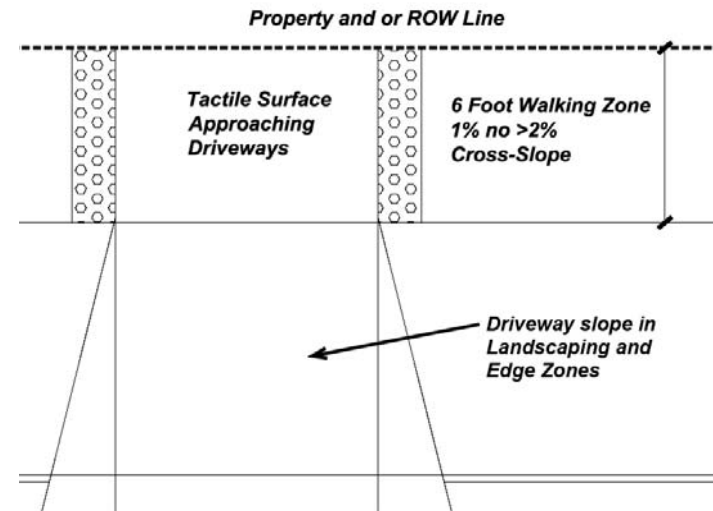 Property and or ROW Line
Tactile Surface
Approaching
Driveways
6 Foot Walking Zone
1% no >2%
Cross-Slope
Driveway slope in
Landscaping and
Edge Zones